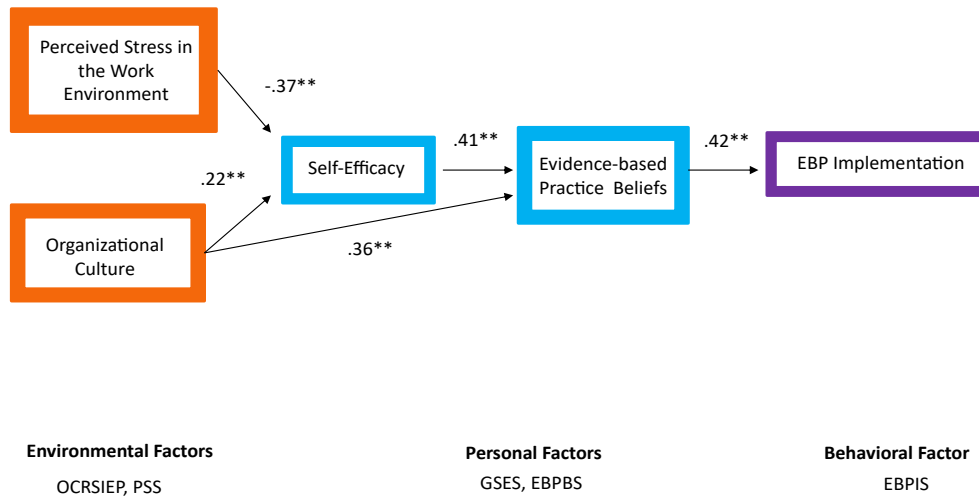 Perceived Stress in
the Work
Environment
-.37**
Self-Efficacy
.41**
Evidence-based
Practice Beliefs
.42**
EBP Implementation
.22**
Organizational
Culture
.36**
Environmental Factors
OCRSIEP, PSS
Personal Factors
GSES, EBPBS
Behavioral Factor
EBPIS